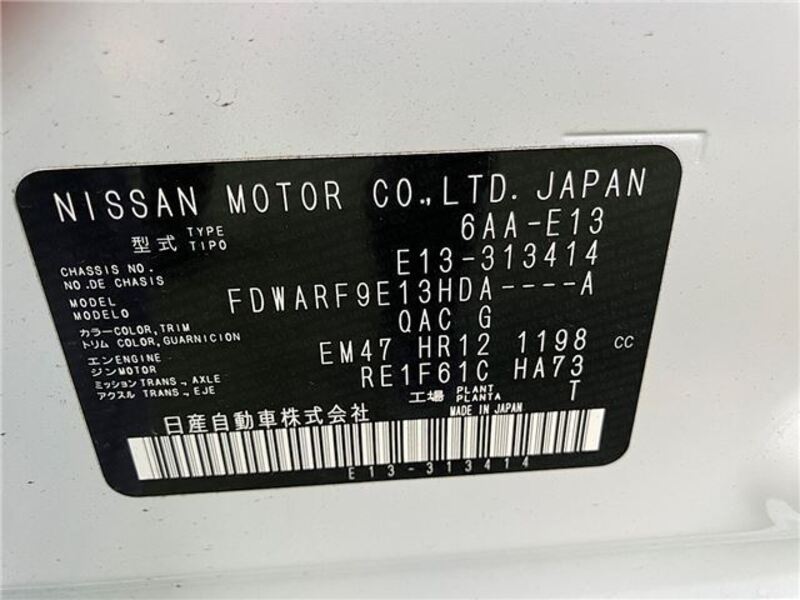 NISSAN MOTOR CO.,LTD. JAPAN
型式 TYPE TIPO 6AA-E13
CHASSIS NO. NO.DE CHASIS E13-313414
MODEL MODELO FDWARF9E13HDA----A
カラー COLOR,TRIM
トリム COLOR,GUARNICION QAC G
エンジン ENGINE MOTOR EM47 HR12 1198 CC
ミッション TRANS., AXLE
アクスル TRANS., EJE RE1F61C HA73
工場 PLANT PLANTA T
日産自動車株式会社 MADE IN JAPAN
E13-313414